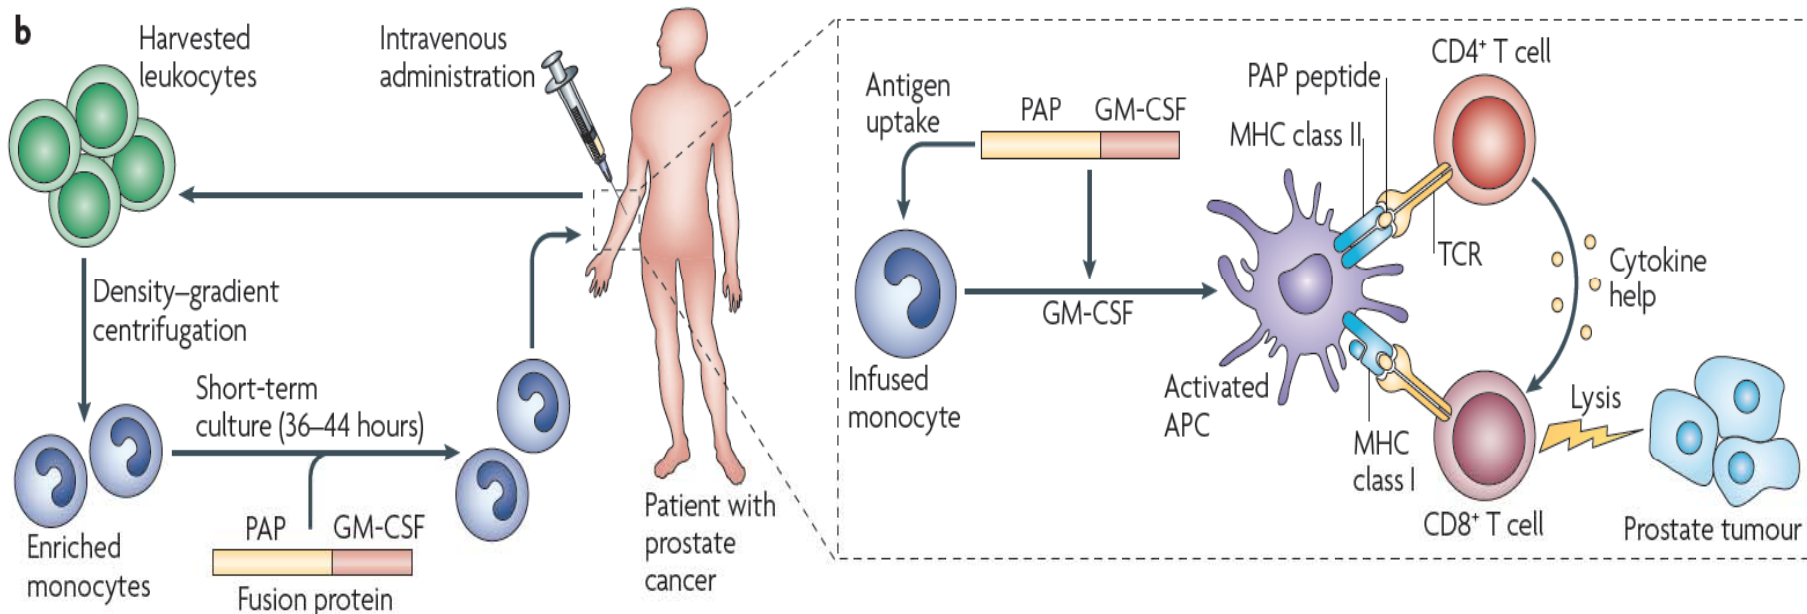 b
Harvested
leukocytes
Intravenous
administration
Density–gradient
centrifugation
Short-term
culture (36–44 hours)
Enriched
monocytes
PAP GM-CSF
Fusion protein
Patient with
prostate
cancer
Antigen
uptake
PAP GM-CSF
GM-CSF
Infused
monocyte
Activated
APC
PAP peptide
MHC class II
CD4⁺ T cell
TCR
Cytokine
help
MHC
class I
CD8⁺ T cell
Lysis
Prostate tumour